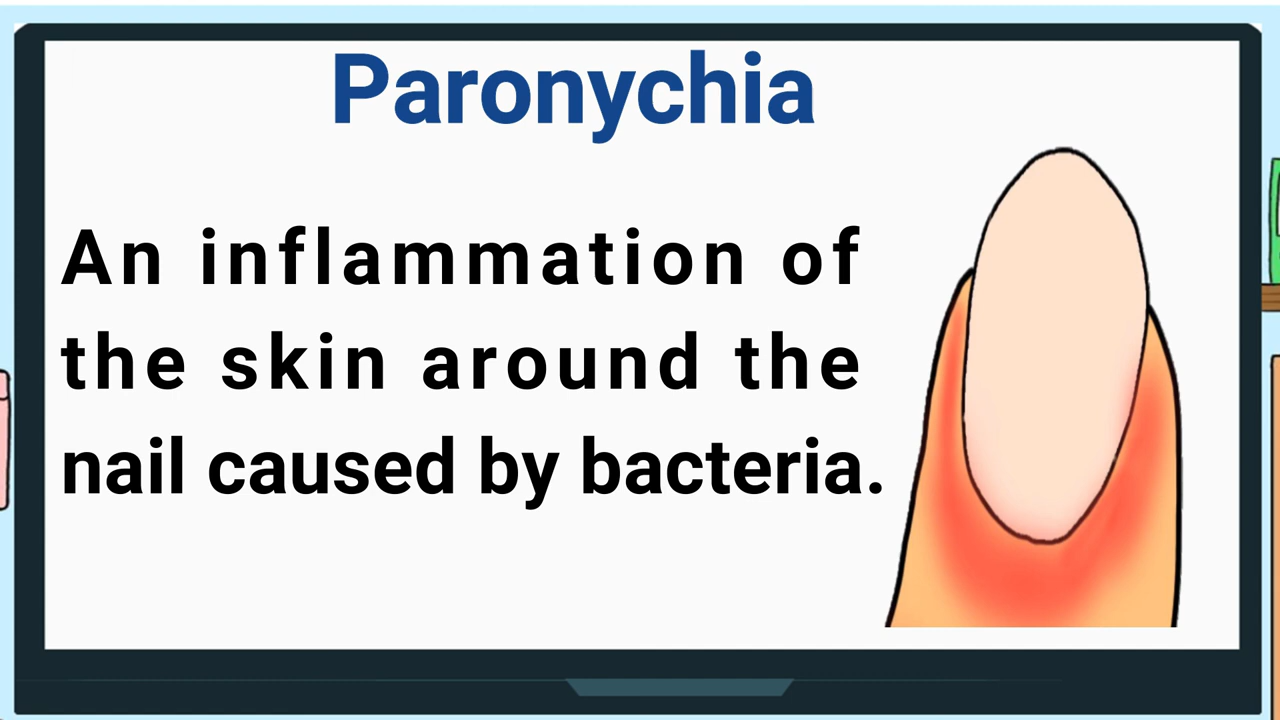 Paronychia
An inflammation of
the skin around the
nail caused by bacteria.